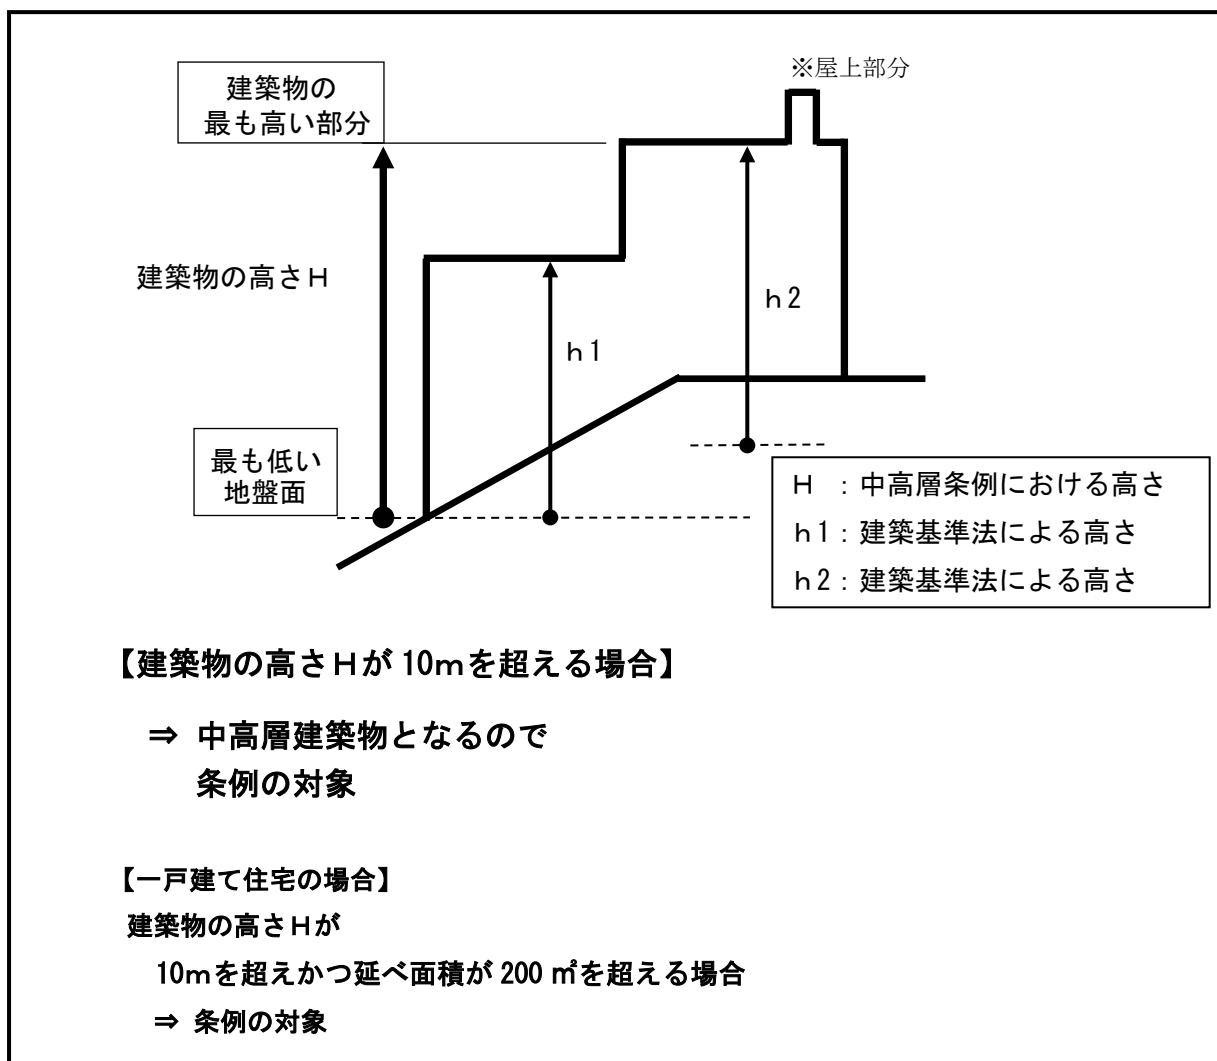 ※屋上部分
建築物の
最も高い部分
建築物の高さH
h2
h1
最も低い
地盤面
H ：中高層条例における高さ
h1：建築基準法による高さ
h2：建築基準法による高さ
【建築物の高さHが 10mを超える場合】
⇒ 中高層建築物となるので
条例の対象
【一戸建て住宅の場合】
建築物の高さHが
10mを超えかつ延べ面積が 200 ㎡を超える場合
⇒ 条例の対象